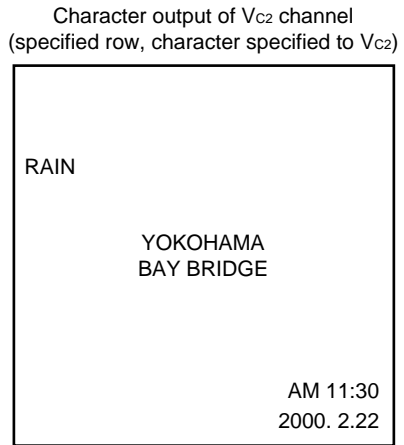 Character output of VC2 channel
(specified row, character specified to VC2)
RAIN
YOKOHAMA
BAY BRIDGE
AM 11:30
2000. 2.22